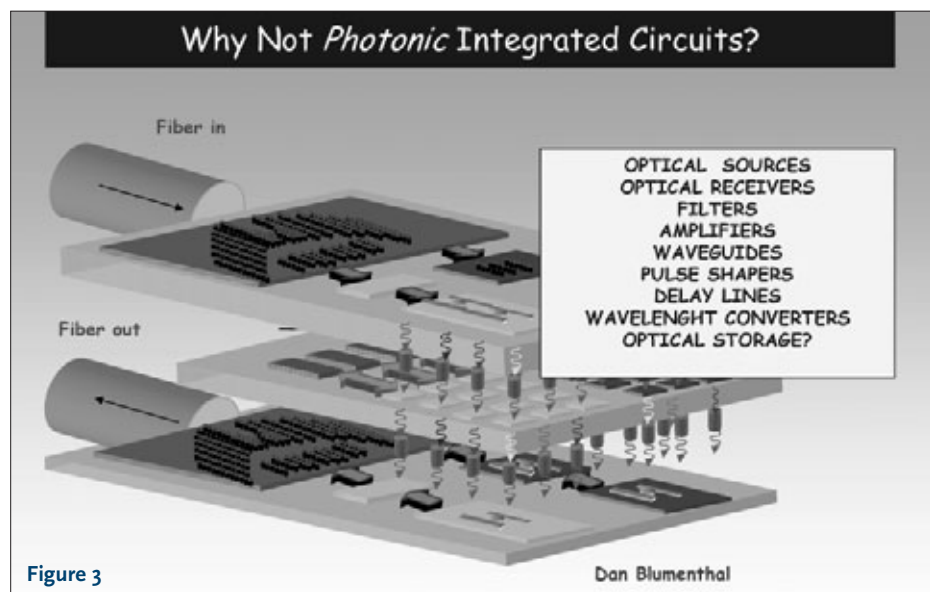 Why Not Photonic Integrated Circuits?
Fiber in
OPTICAL SOURCES
OPTICAL RECEIVERS
FILTERS
AMPLIFIERS
WAVEGUIDES
PULSE SHAPERS
DELAY LINES
WAVELENGHT CONVERTERS
OPTICAL STORAGE?
Fiber out
Figure 3
Dan Blumenthal